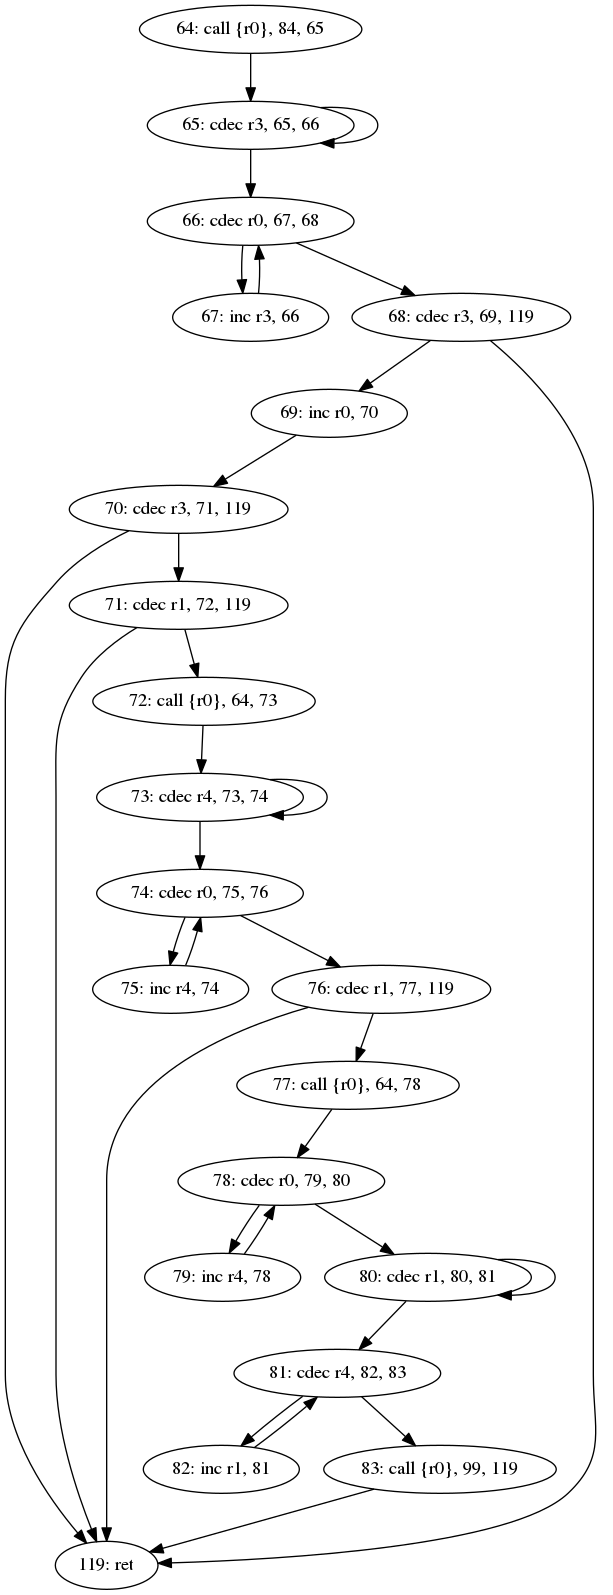 64: call {r0}, 84, 65
65: cdec r3, 65, 66
66: cdec r0, 67, 68
67: inc r3, 66
68: cdec r3, 69, 119
69: inc r0, 70
70: cdec r3, 71, 119
71: cdec r1, 72, 119
72: call {r0}, 64, 73
73: cdec r4, 73, 74
74: cdec r0, 75, 76
75: inc r4, 74
76: cdec r1, 77, 119
77: call {r0}, 64, 78
78: cdec r0, 79, 80
79: inc r4, 78
80: cdec r1, 80, 81
81: cdec r4, 82, 83
82: inc r1, 81
83: call {r0}, 99, 119
119: ret